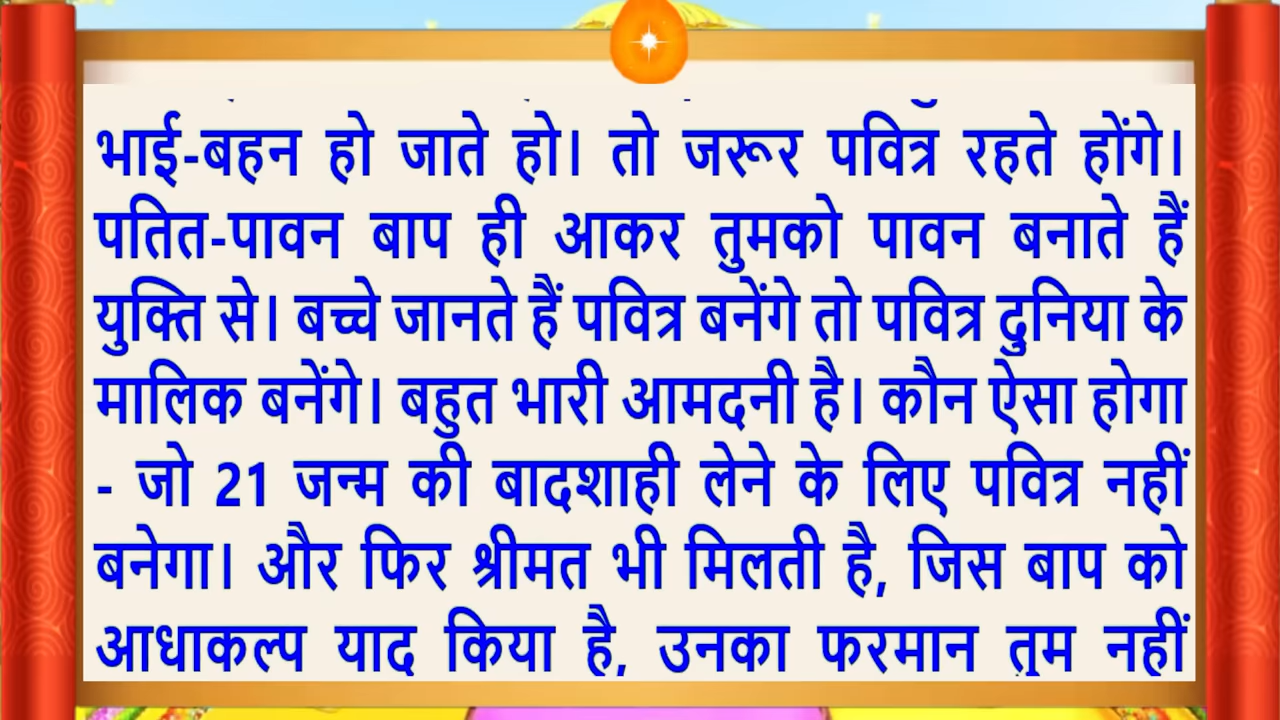 भाई-बहन हो जाते हो। तो जरूर पवित्र रहते होंगे।
पतित-पावन बाप ही आकर तुमको पावन बनाते हैं
युक्ति से। बच्चे जानते हैं पवित्र बनेंगे तो पवित्र दुनिया के
मालिक बनेंगे। बहुत भारी आमदनी है। कौन ऐसा होगा
- जो 21 जन्म की बादशाही लेने के लिए पवित्र नहीं
बनेगा। और फिर श्रीमत भी मिलती है, जिस बाप को
आधाकल्प याद किया है, उनका फरमान तुम नहीं